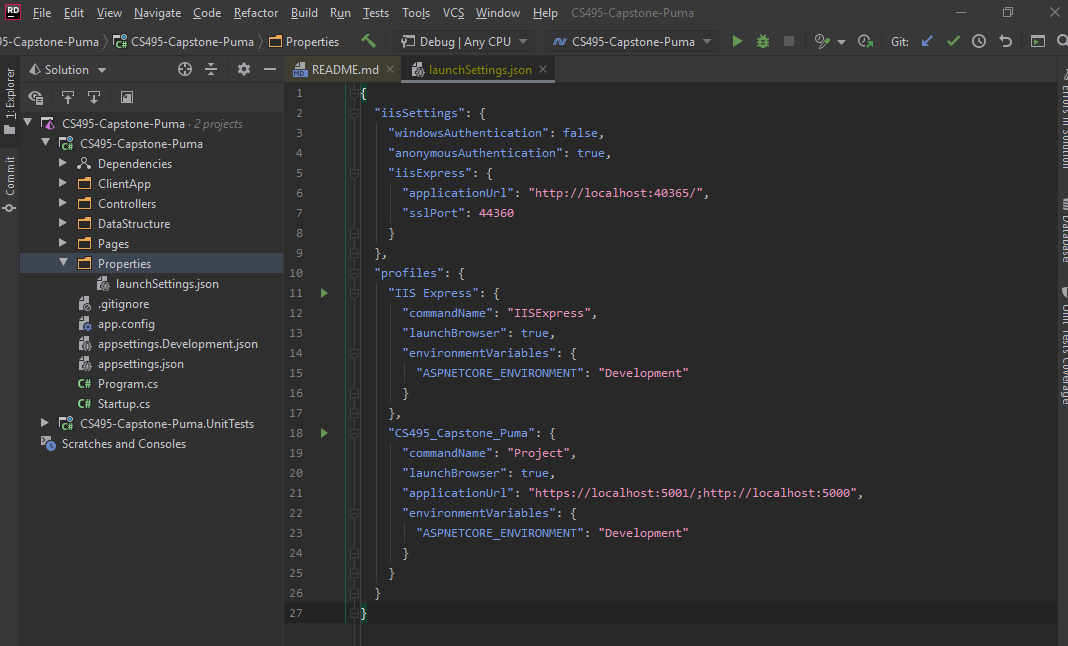 RD File Edit View Navigate Code Refactor Build Run Tests Tools VCS Window Help CS495-Capstone-Puma
95-Capstone-Puma CS495-Capstone-Puma Properties Debug | Any CPU CS495-Capstone-Puma Git:
1: Explorer
Commit
Solution
CS495-Capstone-Puma · 2 projects
CS495-Capstone-Puma
Dependencies
ClientApp
Controllers
DataStructure
Pages
Properties
launchSettings.json
.gitignore
app.config
appsettings.Development.json
appsettings.json
C# Program.cs
C# Startup.cs
CS495-Capstone-Puma.UnitTests
Scratches and Consoles
MD README.md launchSettings.json
1 {
2 "iisSettings": {
3 "windowsAuthentication": false,
4 "anonymousAuthentication": true,
5 "iisExpress": {
6 "applicationUrl": "http://localhost:40365/",
7 "sslPort": 44360
8 }
9 },
10 "profiles": {
11 "IIS Express": {
12 "commandName": "IISExpress",
13 "launchBrowser": true,
14 "environmentVariables": {
15 "ASPNETCORE_ENVIRONMENT": "Development"
16 }
17 },
18 "CS495_Capstone_Puma": {
19 "commandName": "Project",
20 "launchBrowser": true,
21 "applicationUrl": "https://localhost:5001/;http://localhost:5000",
22 "environmentVariables": {
23 "ASPNETCORE_ENVIRONMENT": "Development"
24 }
25 }
26 }
27 }
Errors In Solution
Database
Unit Tests Coverage